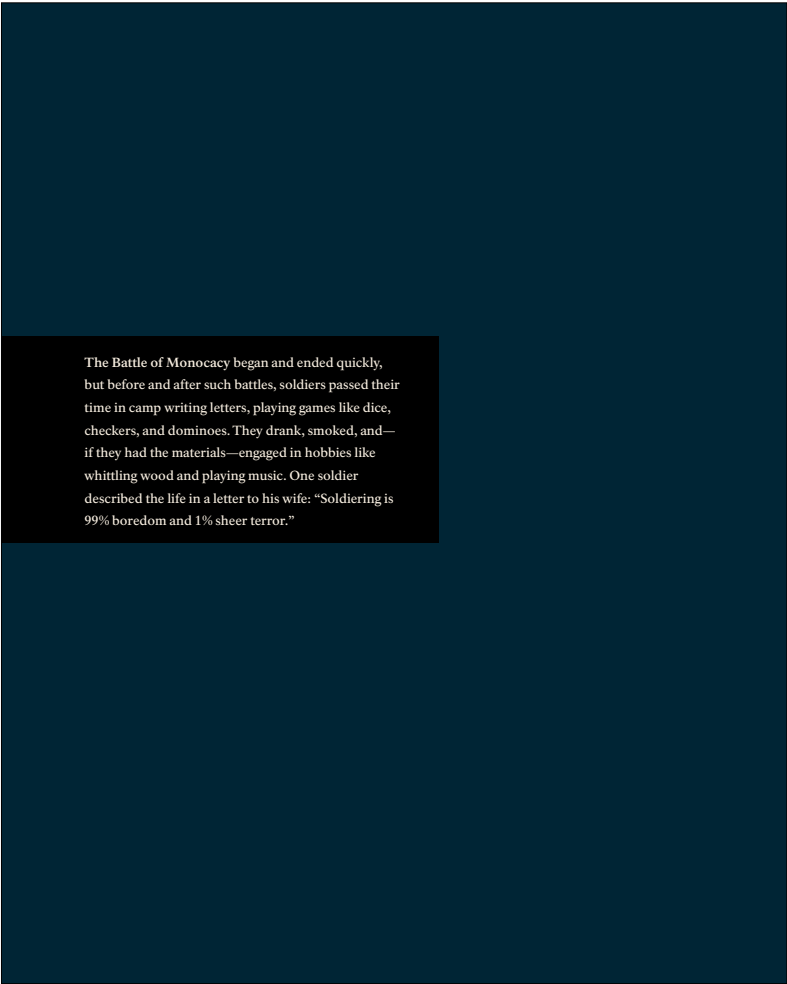 The Battle of Monocacy began and ended quickly,
but before and after such battles, soldiers passed their
time in camp writing letters, playing games like dice,
checkers, and dominoes. They drank, smoked, and—
if they had the materials—engaged in hobbies like
whittling wood and playing music. One soldier
described the life in a letter to his wife: “Soldiering is
99% boredom and 1% sheer terror.”